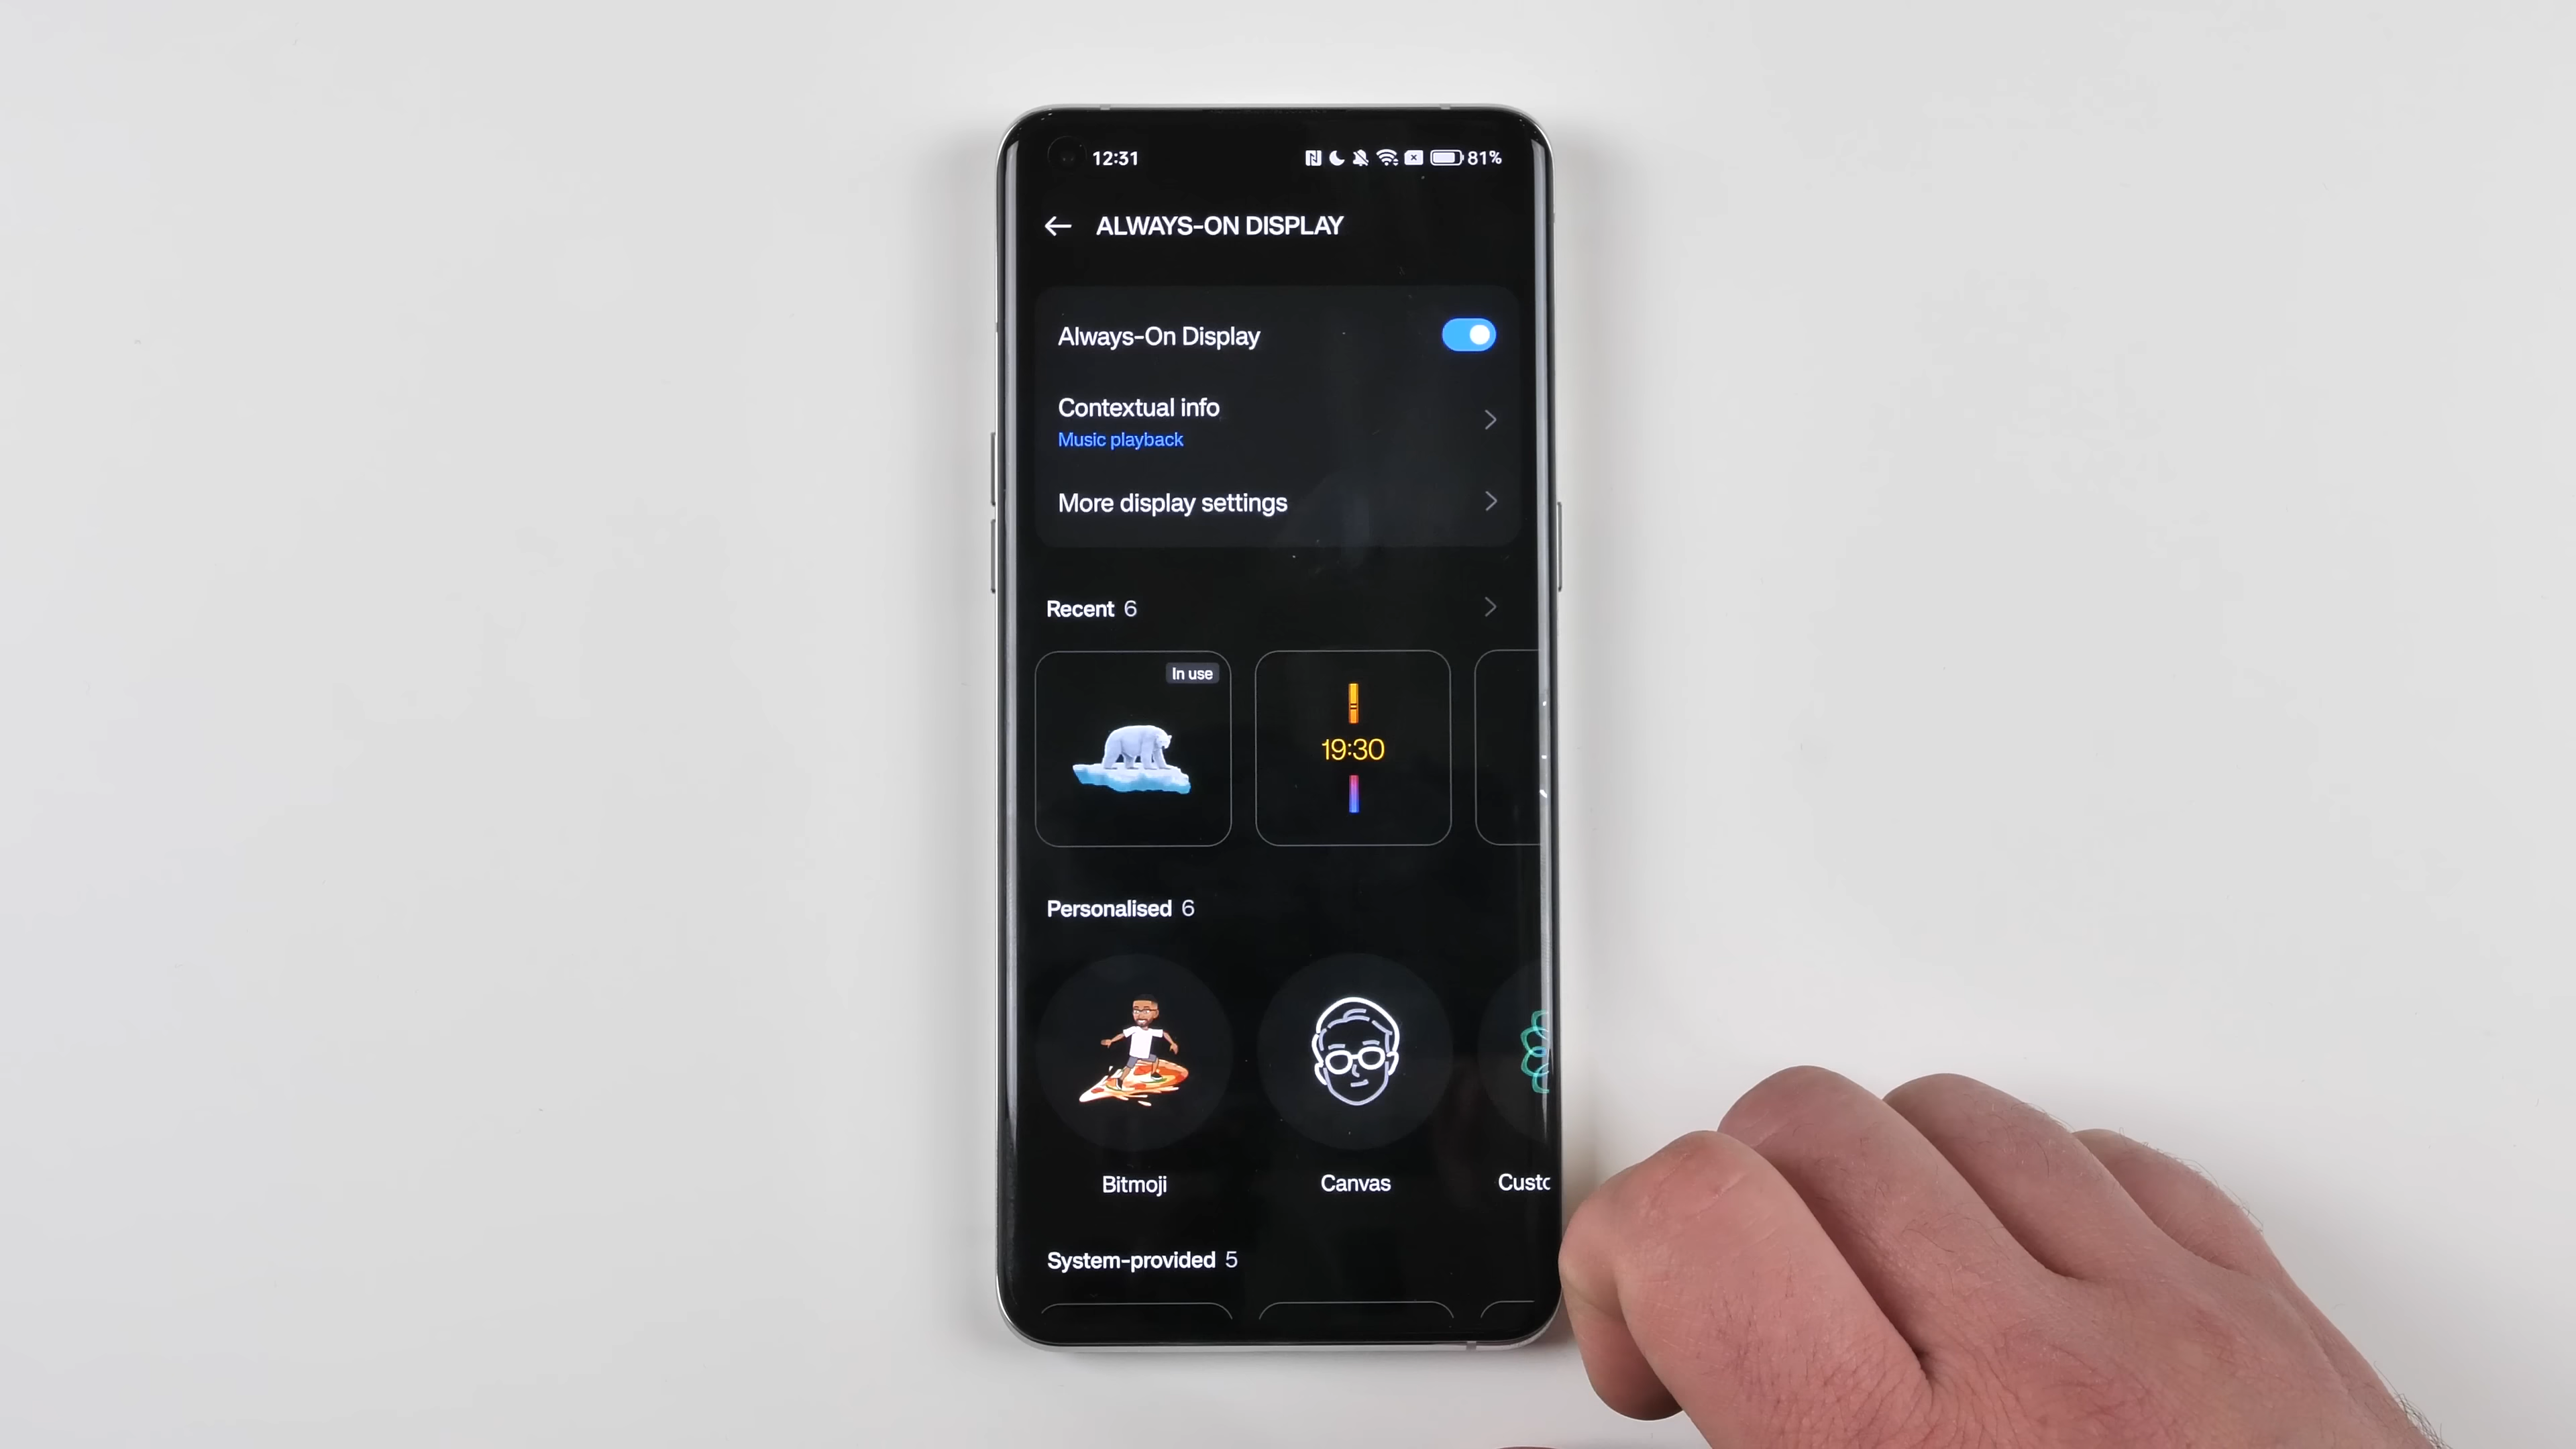 12:31 81%
ALWAYS-ON DISPLAY
Always-On Display
Contextual info
Music playback
More display settings
Recent 6
In use
19:30
Personalised 6
Bitmoji Canvas Custo
System-provided 5